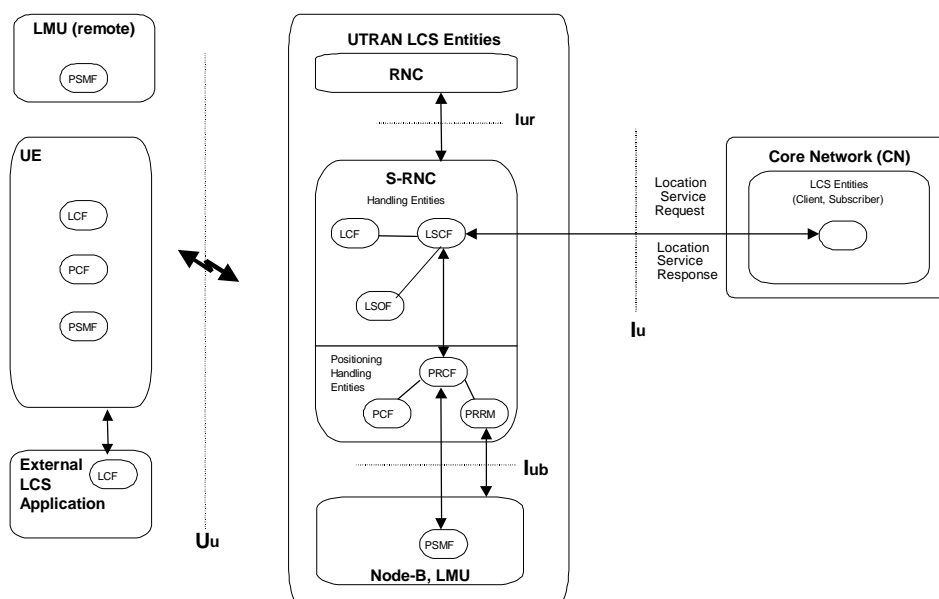 LMU (remote)
PSMF
UE
LCF
PCF
PSMF
External
LCS
Application
LCF
Uu
UTRAN LCS Entities
RNC
Iur
S-RNC
Handling Entities
LCF
LSCF
LSOF
Positioning
Handling
Entities
PRCF
PCF
PRRM
Iub
PSMF
Node-B, LMU
Location
Service
Request
Location
Service
Response
Iu
Core Network (CN)
LCS Entities
(Client, Subscriber)